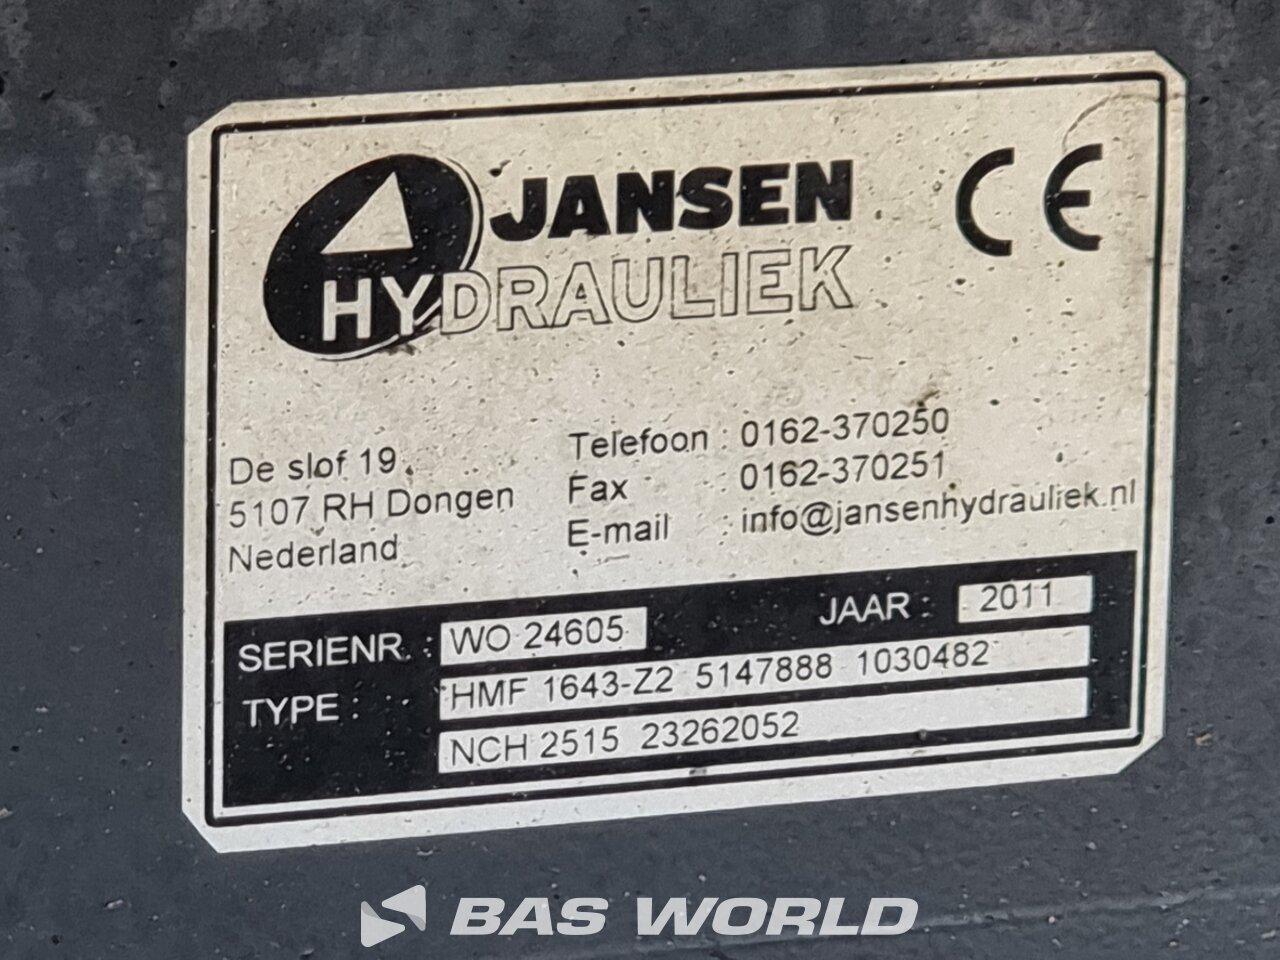 JANSEN
HYDRAULIEK
CE
De slof 19
5107 RH Dongen
Nederland
Telefoon : 0162-370250
Fax : 0162-370251
E-mail : info@jansenhydrauliek.nl
SERIENR. : WO 24605
JAAR : 2011
TYPE : HMF 1643-Z2 5147888 1030482
NCH 2515 23262052
BAS WORLD